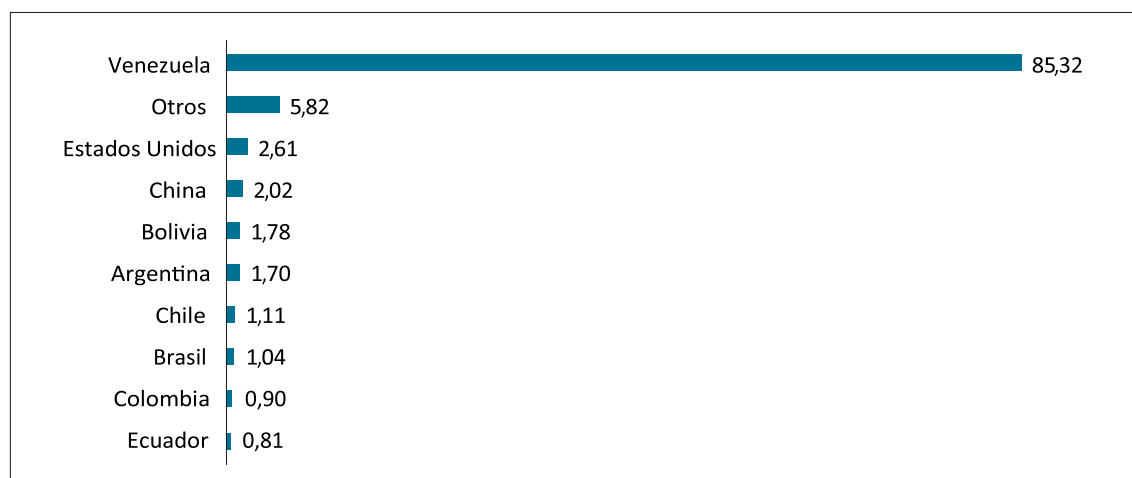 Venezuela 85,32
Otros 5,82
Estados Unidos 2,61
China 2,02
Bolivia 1,78
Argentina 1,70
Chile 1,11
Brasil 1,04
Colombia 0,90
Ecuador 0,81